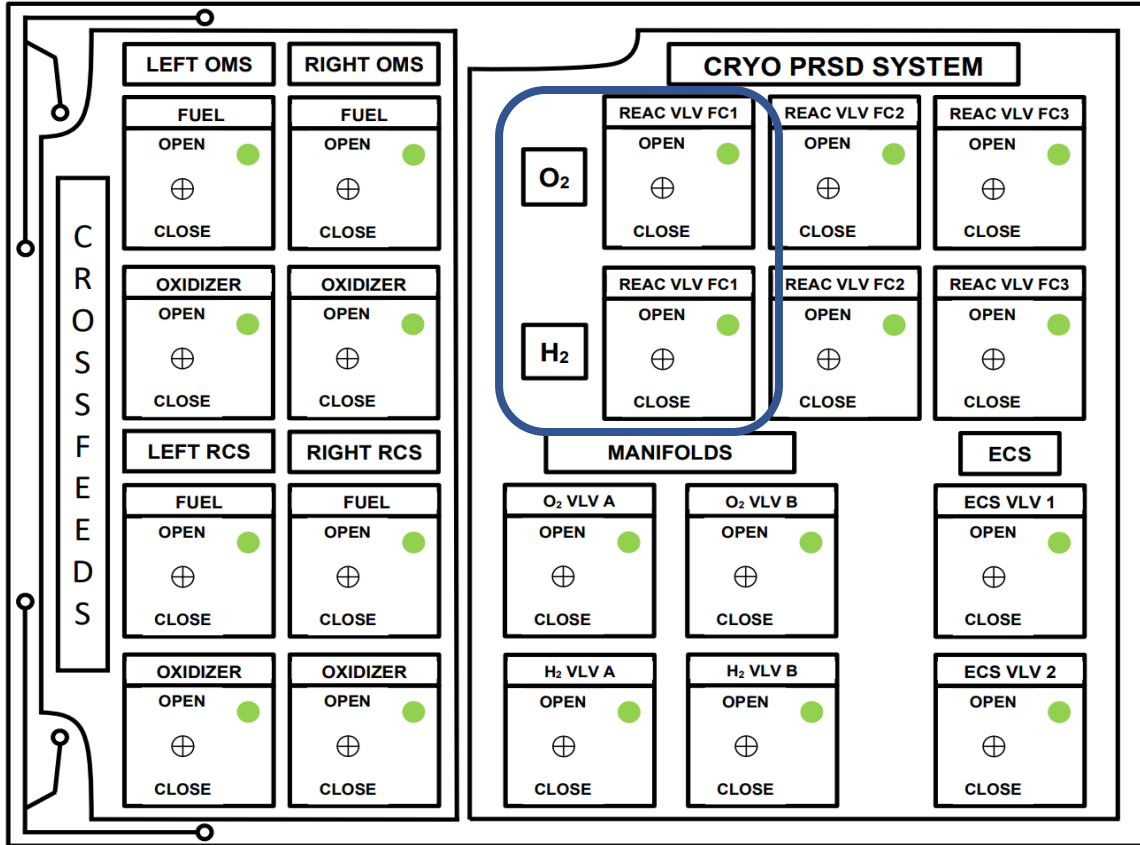 LEFT OMS
RIGHT OMS
FUEL
OPEN
CLOSE
FUEL
OPEN
CLOSE
OXIDIZER
OPEN
CLOSE
OXIDIZER
OPEN
CLOSE
CROSSFEEDS
LEFT RCS
RIGHT RCS
FUEL
OPEN
CLOSE
FUEL
OPEN
CLOSE
OXIDIZER
OPEN
CLOSE
OXIDIZER
OPEN
CLOSE
CRYO PRSD SYSTEM
O₂
REAC VLV FC1
OPEN
CLOSE
REAC VLV FC2
OPEN
CLOSE
REAC VLV FC3
OPEN
CLOSE
H₂
REAC VLV FC1
OPEN
CLOSE
REAC VLV FC2
OPEN
CLOSE
REAC VLV FC3
OPEN
CLOSE
MANIFOLDS
O₂ VLV A
OPEN
CLOSE
O₂ VLV B
OPEN
CLOSE
H₂ VLV A
OPEN
CLOSE
H₂ VLV B
OPEN
CLOSE
ECS
ECS VLV 1
OPEN
CLOSE
ECS VLV 2
OPEN
CLOSE